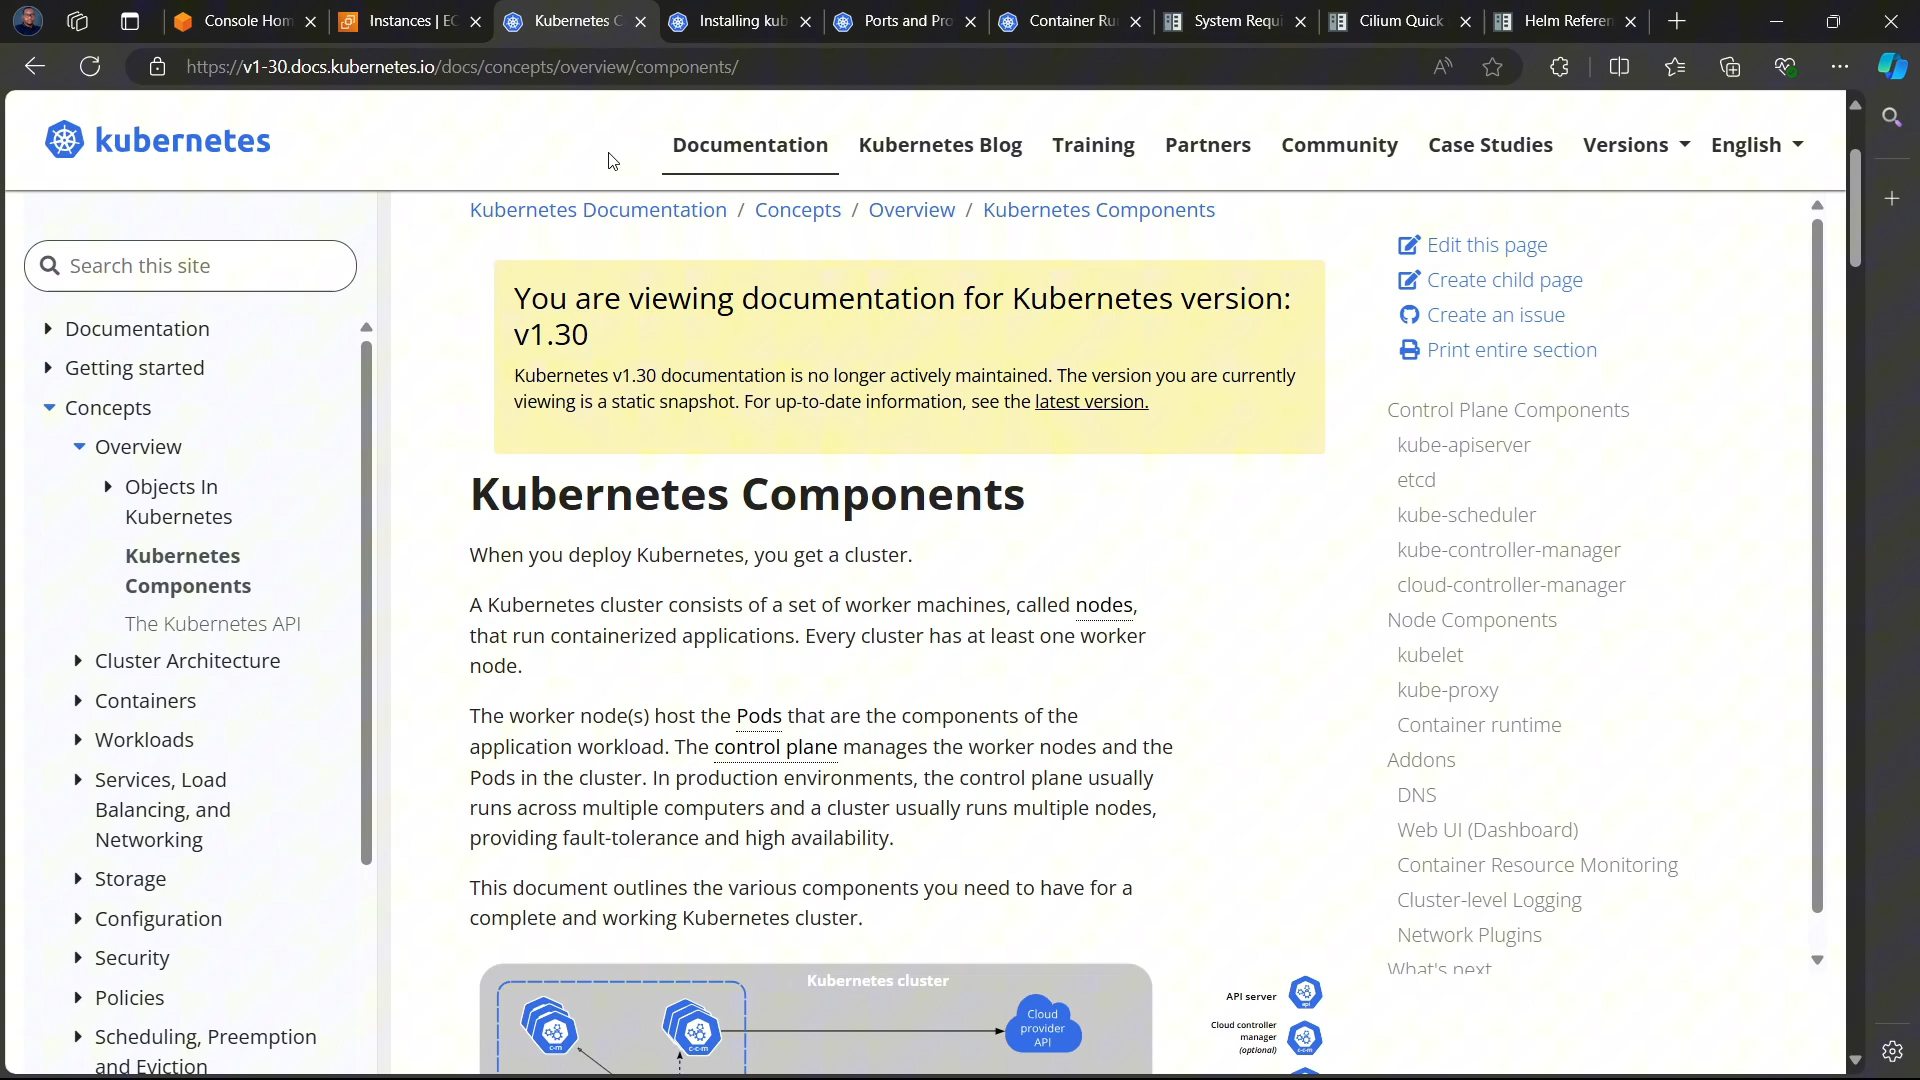 Console Hom
Instances | EC
Kubernetes C
Installing kub
Ports and Pro
Container Ru
System Requi
Cilium Quick
Helm Referen
https://v1-30.docs.kubernetes.io/docs/concepts/overview/components/
kubernetes
Documentation
Kubernetes Blog
Training
Partners
Community
Case Studies
Versions
English
Search this site
Documentation
Getting started
Concepts
Overview
Objects In
Kubernetes
Kubernetes
Components
The Kubernetes API
Cluster Architecture
Containers
Workloads
Services, Load
Balancing, and
Networking
Storage
Configuration
Security
Policies
Scheduling, Preemption
and Eviction
Kubernetes Documentation / Concepts / Overview / Kubernetes Components
You are viewing documentation for Kubernetes version:
v1.30
Kubernetes v1.30 documentation is no longer actively maintained. The version you are currently
viewing is a static snapshot. For up-to-date information, see the latest version.
Kubernetes Components
When you deploy Kubernetes, you get a cluster.
A Kubernetes cluster consists of a set of worker machines, called nodes,
that run containerized applications. Every cluster has at least one worker
node.
The worker node(s) host the Pods that are the components of the
application workload. The control plane manages the worker nodes and the
Pods in the cluster. In production environments, the control plane usually
runs across multiple computers and a cluster usually runs multiple nodes,
providing fault-tolerance and high availability.
This document outlines the various components you need to have for a
complete and working Kubernetes cluster.
Kubernetes cluster
c-m
c-c-m
Cloud
provider
API
API server
api
Cloud controller
manager
(optional)
c-c-m
Edit this page
Create child page
Create an issue
Print entire section
Control Plane Components
kube-apiserver
etcd
kube-scheduler
kube-controller-manager
cloud-controller-manager
Node Components
kubelet
kube-proxy
Container runtime
Addons
DNS
Web UI (Dashboard)
Container Resource Monitoring
Cluster-level Logging
Network Plugins
What's next